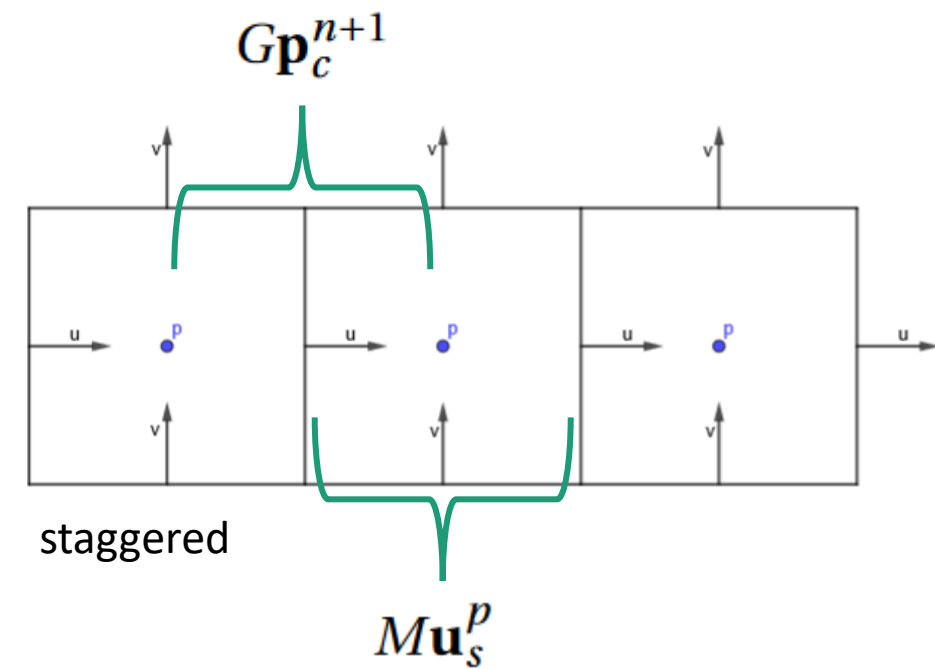 Gp_c^{n+1}
v v v
u p u p u p u
v v v
staggered
Mu_s^p